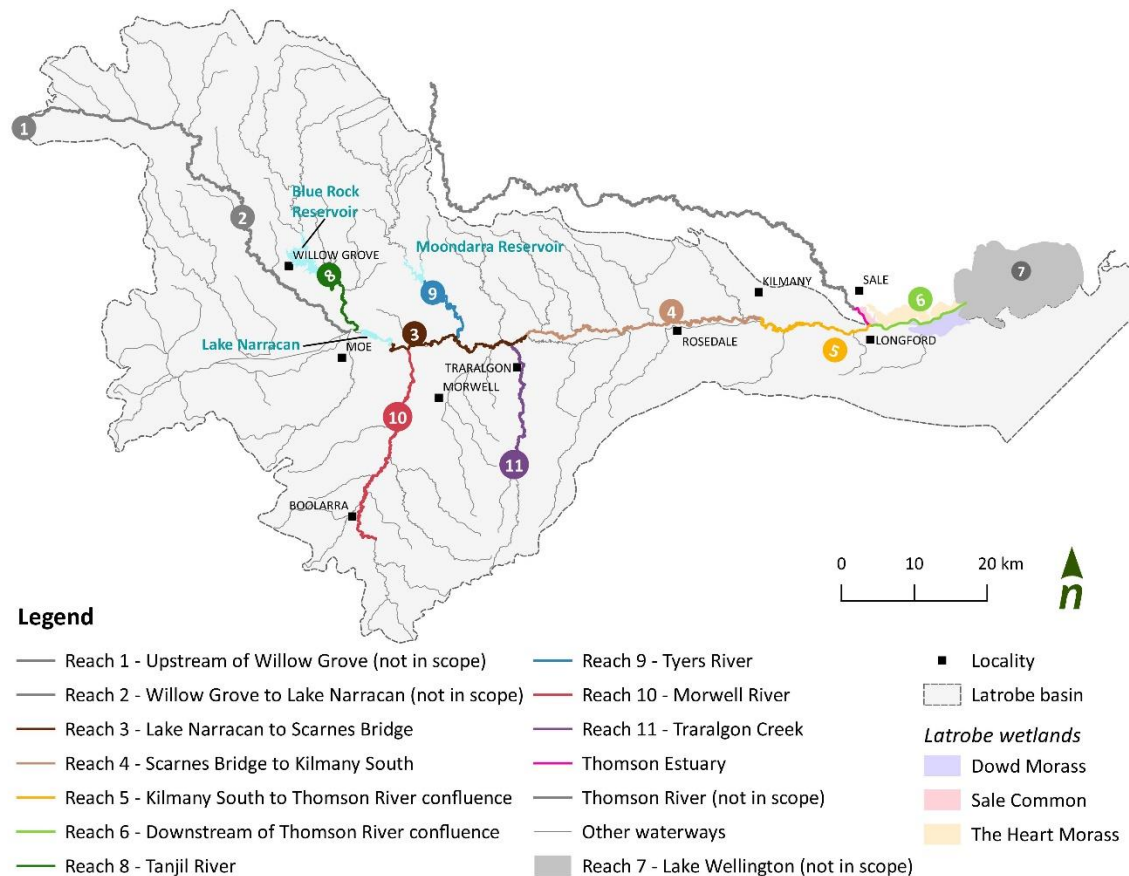 1
2
Blue Rock
Reservoir
WILLOW GROVE
8
Moondarra Reservoir
9
KILMANY
SALE
7
6
4
3
Lake Narracan
MOE
ROSEDALE
5
LONGFORD
TRARALGON
MORWELL
10
11
BOOLARRA
0 10 20 km
n
Legend
Reach 1 - Upstream of Willow Grove (not in scope)
Reach 2 - Willow Grove to Lake Narracan (not in scope)
Reach 3 - Lake Narracan to Scarnes Bridge
Reach 4 - Scarnes Bridge to Kilmany South
Reach 5 - Kilmany South to Thomson River confluence
Reach 6 - Downstream of Thomson River confluence
Reach 8 - Tanjil River
Reach 9 - Tyers River
Reach 10 - Morwell River
Reach 11 - Traralgon Creek
Thomson Estuary
Thomson River (not in scope)
Other waterways
Reach 7 - Lake Wellington (not in scope)
Locality
Latrobe basin
Latrobe wetlands
Dowd Morass
Sale Common
The Heart Morass